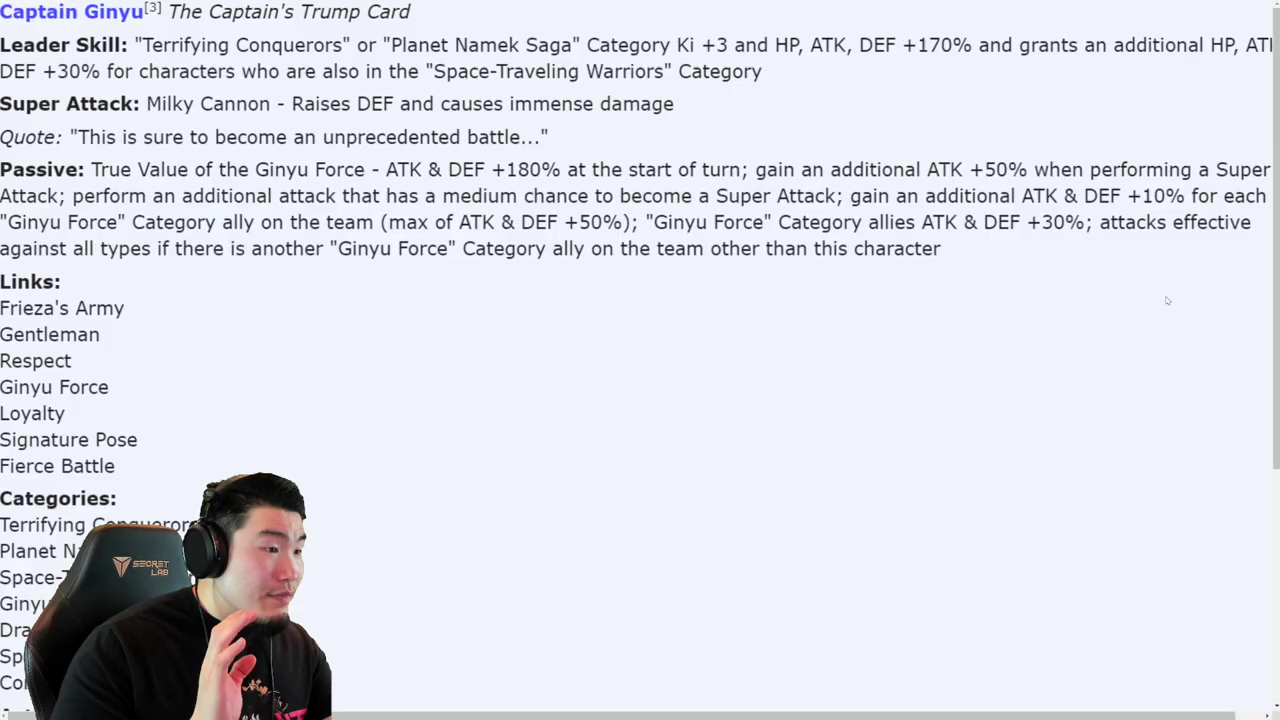 Captain Ginyu[3] The Captain's Trump Card
Leader Skill: "Terrifying Conquerors" or "Planet Namek Saga" Category Ki +3 and HP, ATK, DEF +170% and grants an additional HP,
DEF +30% for characters who are also in the "Space-Traveling Warriors" Category
Super Attack: Milky Cannon - Raises DEF and causes immense damage
Quote: "This is sure to become an unprecedented battle..."
Passive: True Value of the Ginyu Force - ATK & DEF +180% at the start of turn; gain an additional ATK +50% when performing a Super
Attack; perform an additional attack that has a medium chance to become a Super Attack; gain an additional ATK & DEF +10% for each
"Ginyu Force" Category ally on the team (max of ATK & DEF +50%); "Ginyu Force" Category allies ATK & DEF +30%; attacks effective
against all types if there is another "Ginyu Force" Category ally on the team other than this character
Links:
Frieza's Army
Gentleman
Respect
Ginyu Force
Loyalty
Signature Pose
Fierce Battle
Categories:
Terrifying Conquerors
Planet
Ginyu
SECRET
LAB